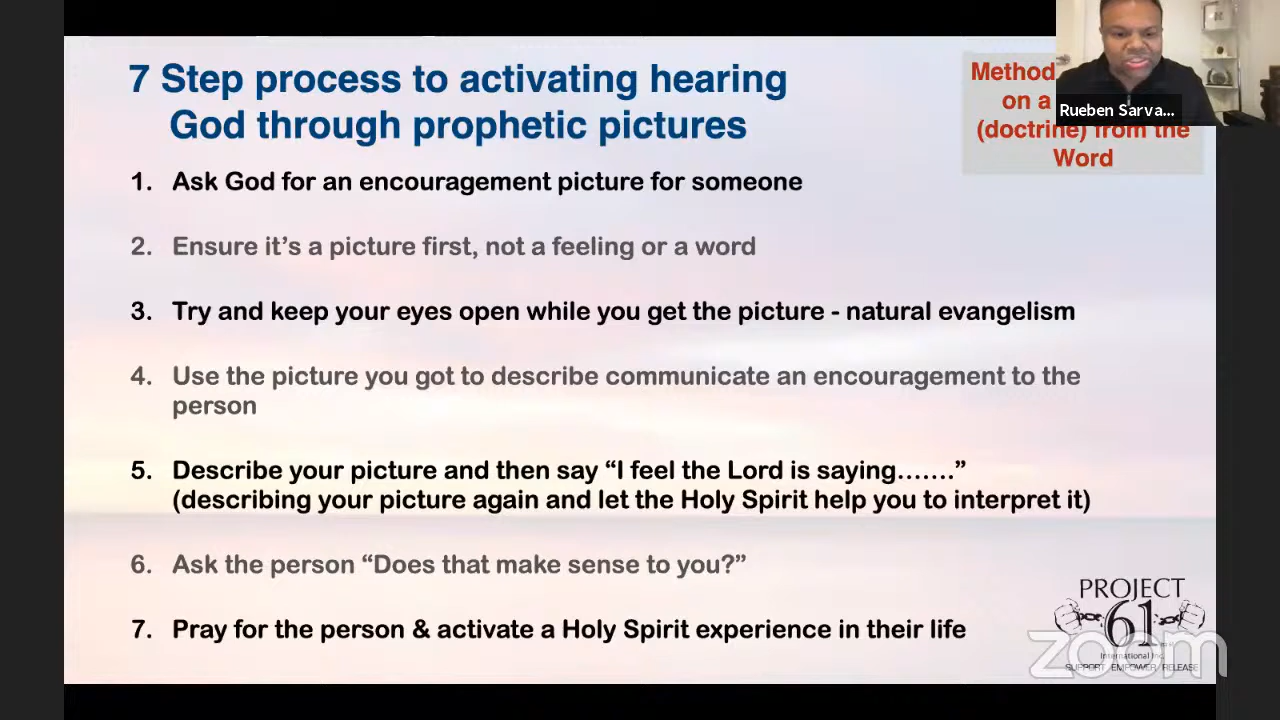 7 Step process to activating hearing
God through prophetic pictures
Method
on a
(doctrine) from the
Word
Rueben Sarva...
1. Ask God for an encouragement picture for someone
2. Ensure it’s a picture first, not a feeling or a word
3. Try and keep your eyes open while you get the picture - natural evangelism
4. Use the picture you got to describe communicate an encouragement to the
person
5. Describe your picture and then say “I feel the Lord is saying…….”
(describing your picture again and let the Holy Spirit help you to interpret it)
6. Ask the person “Does that make sense to you?”
7. Pray for the person & activate a Holy Spirit experience in their life
PROJECT
61
zoom
International Inc.
SUPPORT EMPOWER RELEASE